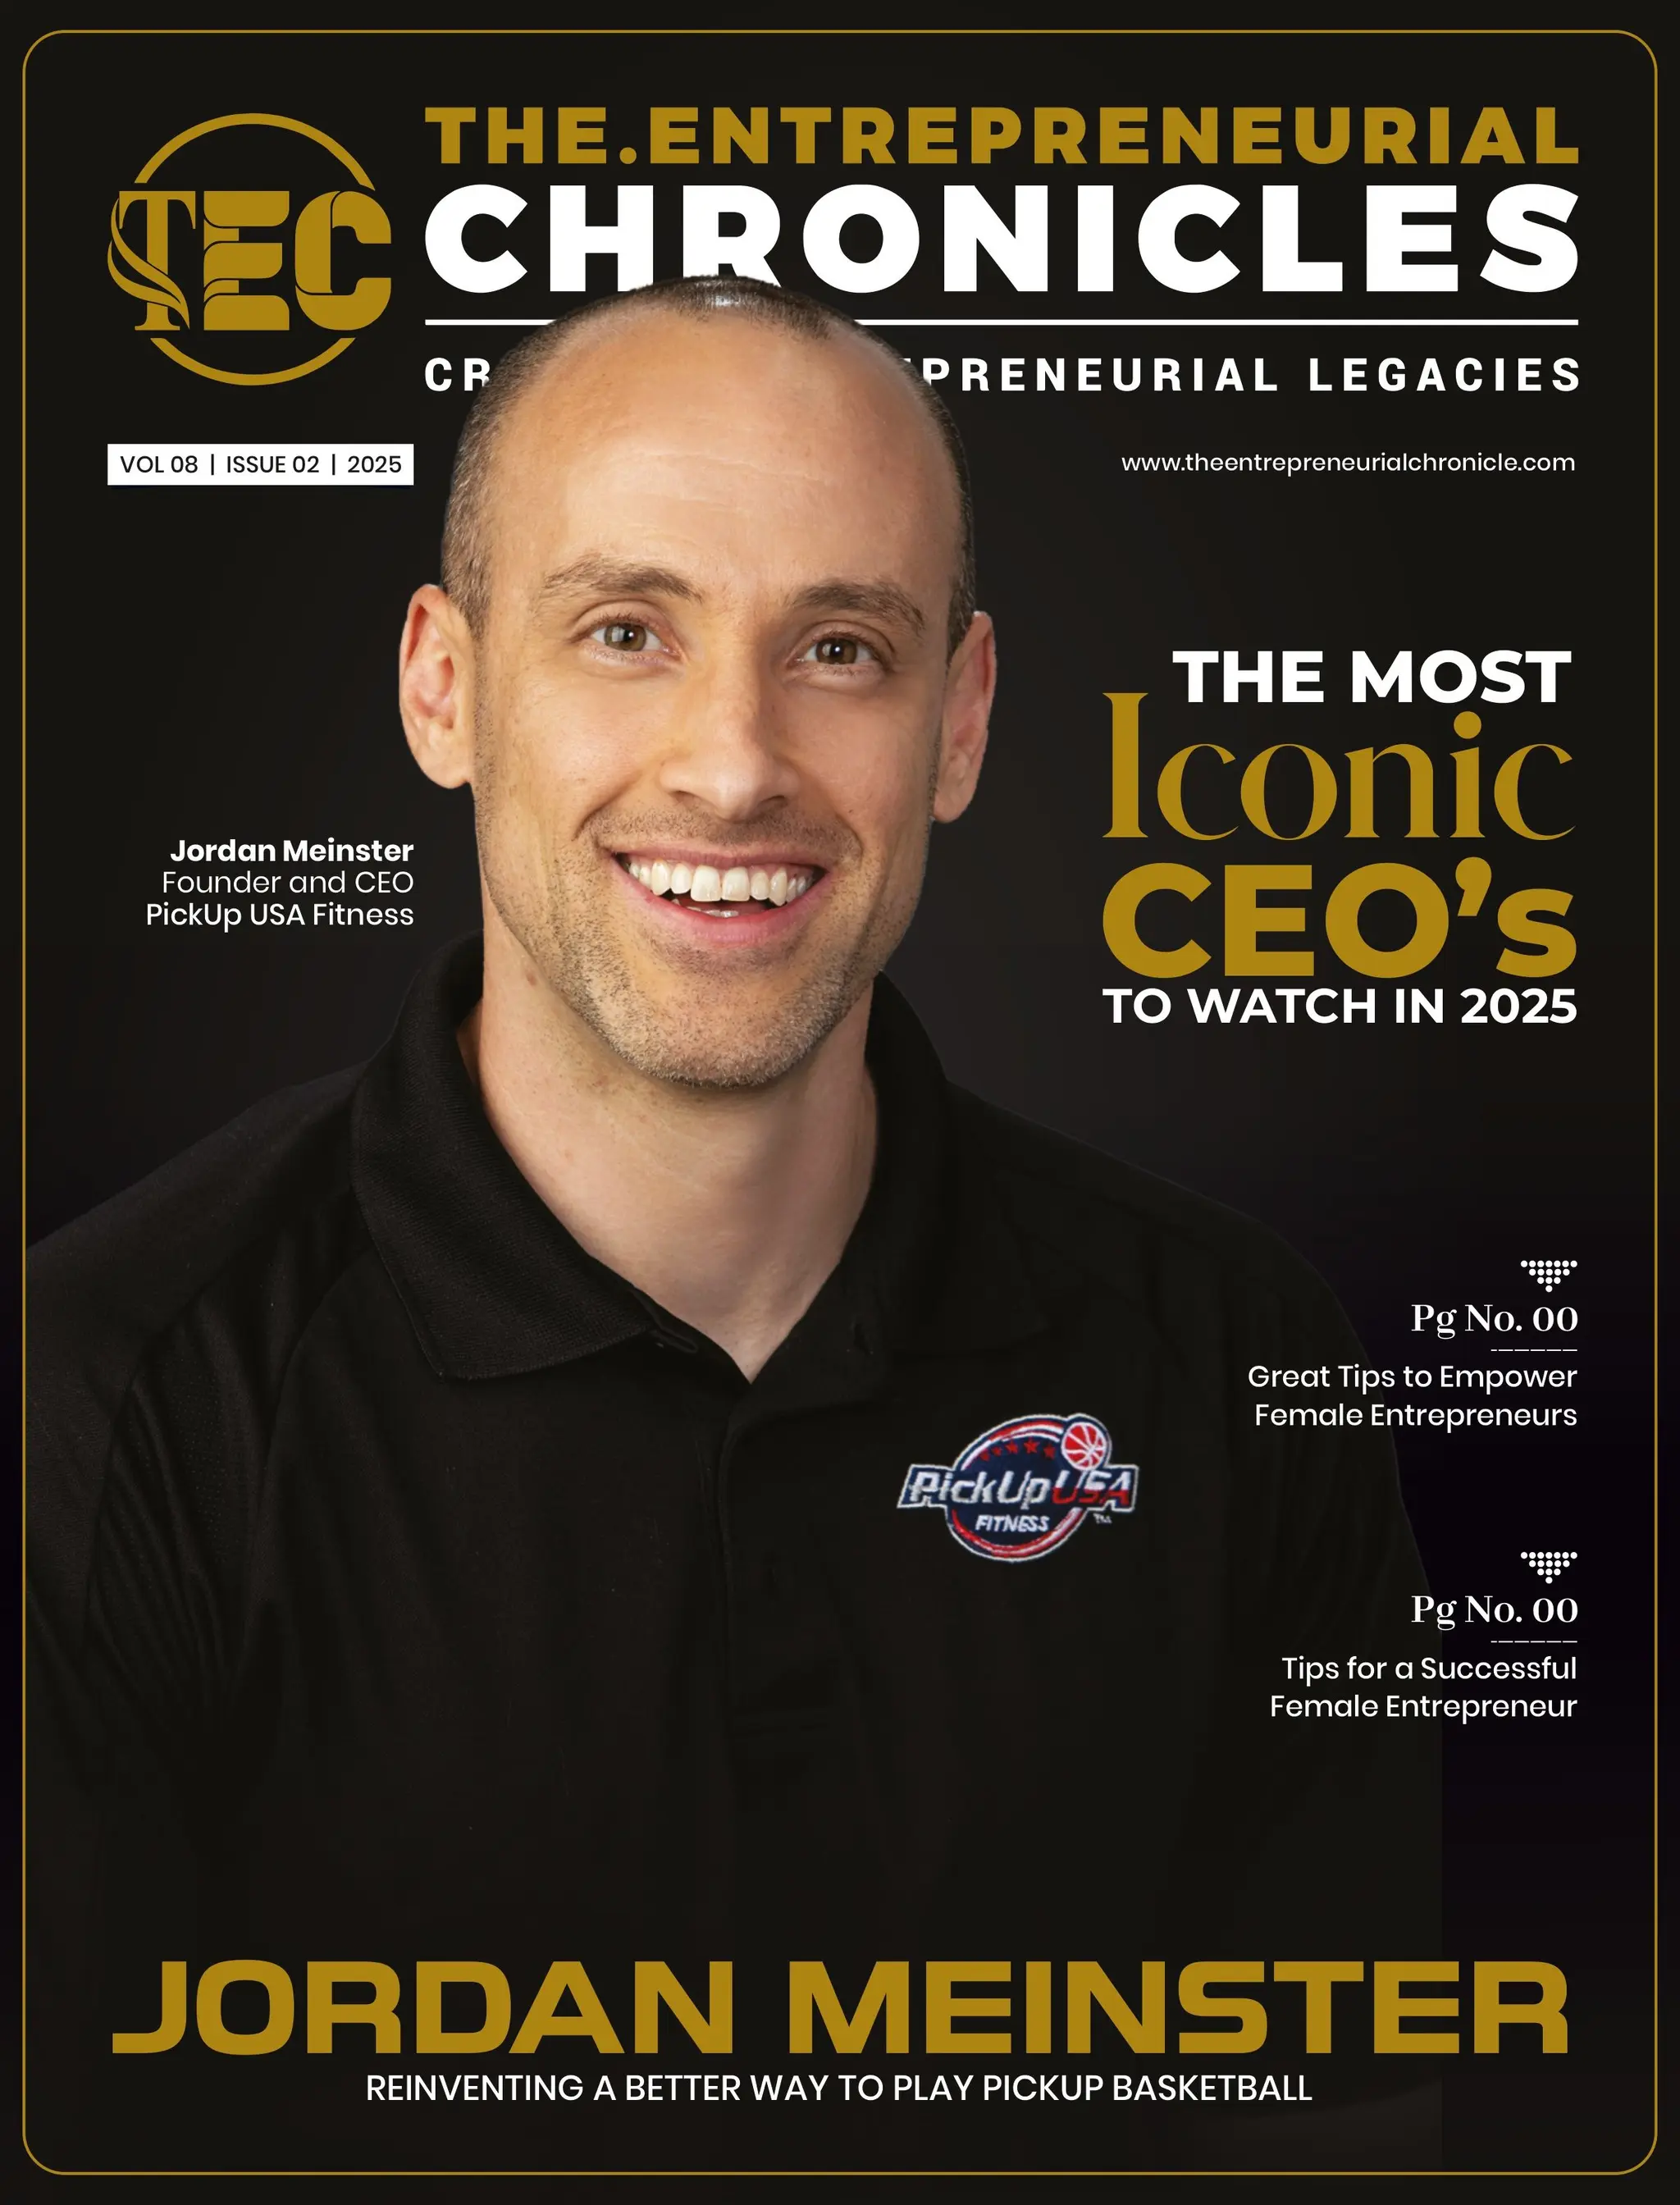 TEC
THE.ENTREPRENEURIAL
CHRONICLES
PRENEURIAL LEGACIES
VOL 08 | ISSUE 02 | 2025
www.theentrepreneurialchronicle.com
THE MOST
Iconic
CEO's
TO WATCH IN 2025
Jordan Meinster
Founder and CEO
PickUp USA Fitness
Pg No. 00
Great Tips to Empower
Female Entrepreneurs
PickUpUSA
FITNESS
TM
Pg No. 00
Tips for a Successful
Female Entrepreneur
JORDAN MEINSTER
REINVENTING A BETTER WAY TO PLAY PICKUP BASKETBALL